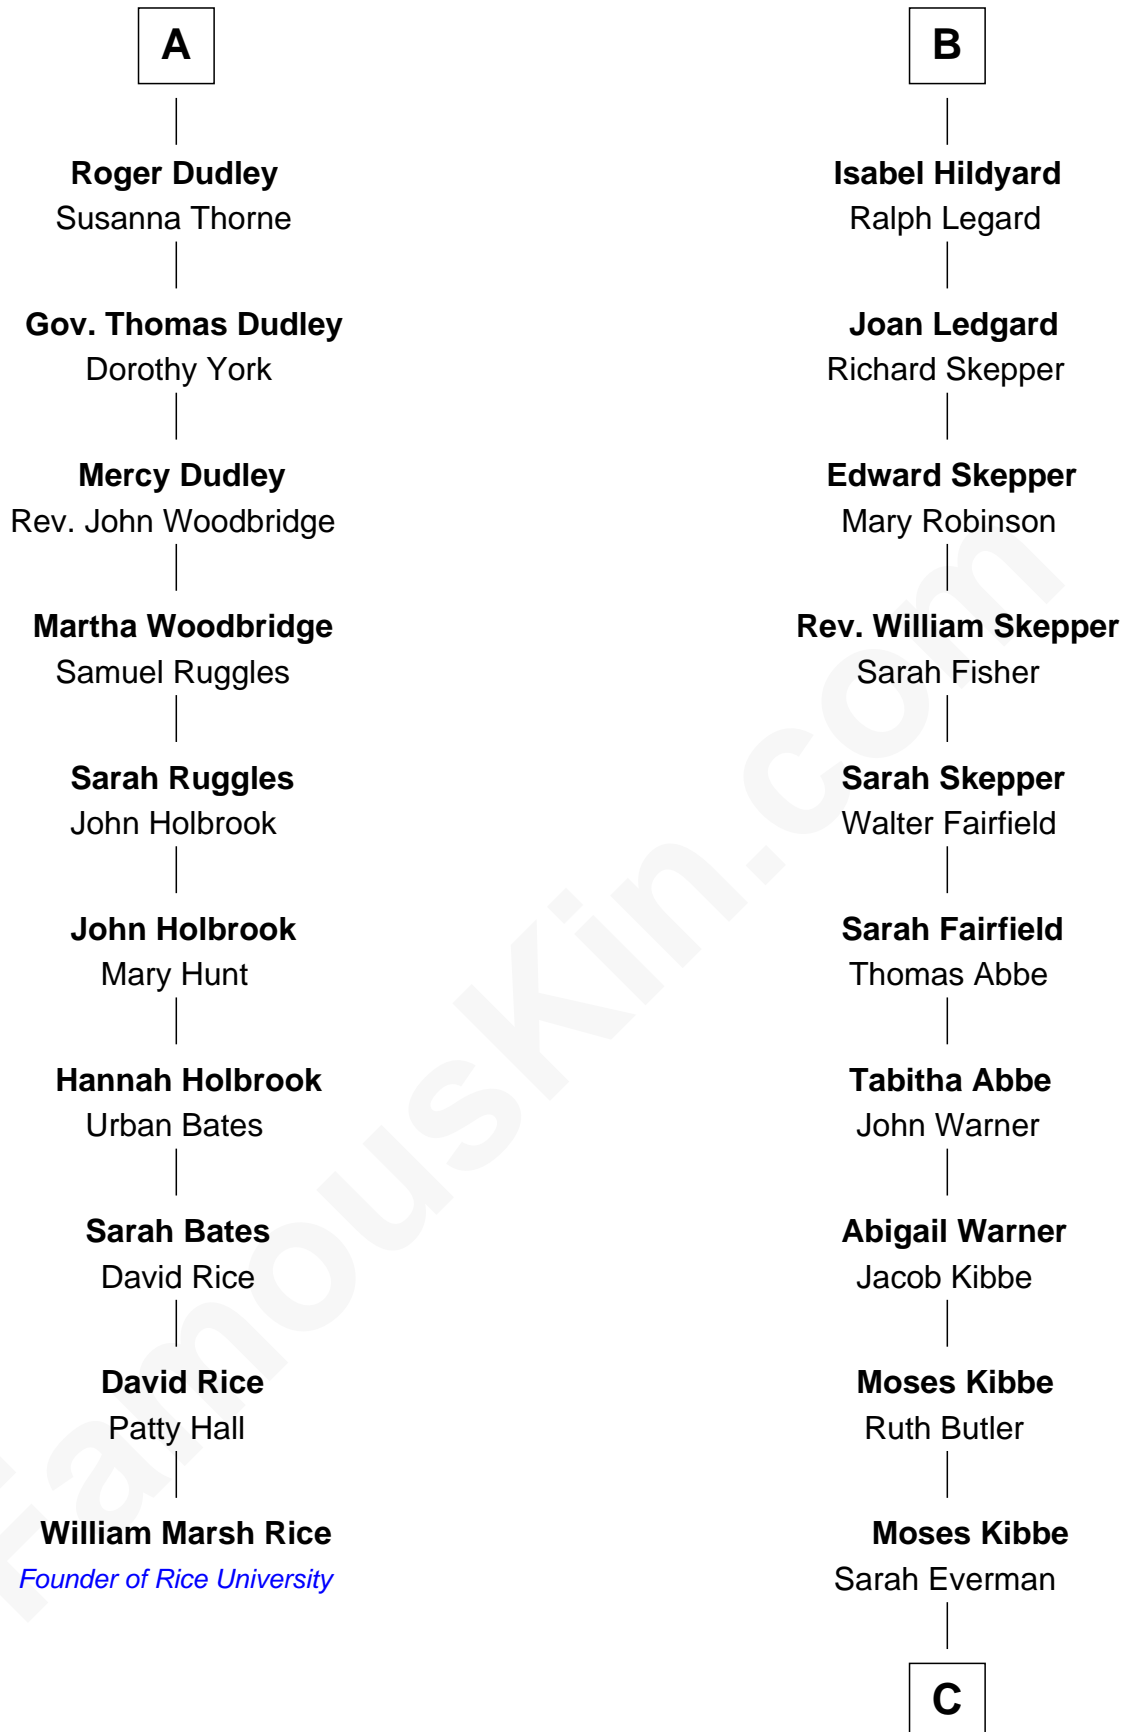 A
Roger Dudley
Susanna Thorne
Gov. Thomas Dudley
Dorothy York
Mercy Dudley
Rev. John Woodbridge
Martha Woodbridge
Samuel Ruggles
Sarah Ruggles
John Holbrook
John Holbrook
Mary Hunt
Hannah Holbrook
Urban Bates
Sarah Bates
David Rice
David Rice
Patty Hall
William Marsh Rice
Founder of Rice University
B
Isabel Hildyard
Ralph Legard
Joan Ledgard
Richard Skepper
Edward Skepper
Mary Robinson
Rev. William Skepper
Sarah Fisher
Sarah Skepper
Walter Fairfield
Sarah Fairfield
Thomas Abbe
Tabitha Abbe
John Warner
Abigail Warner
Jacob Kibbe
Moses Kibbe
Ruth Butler
Moses Kibbe
Sarah Everman
C
FamousKin.com